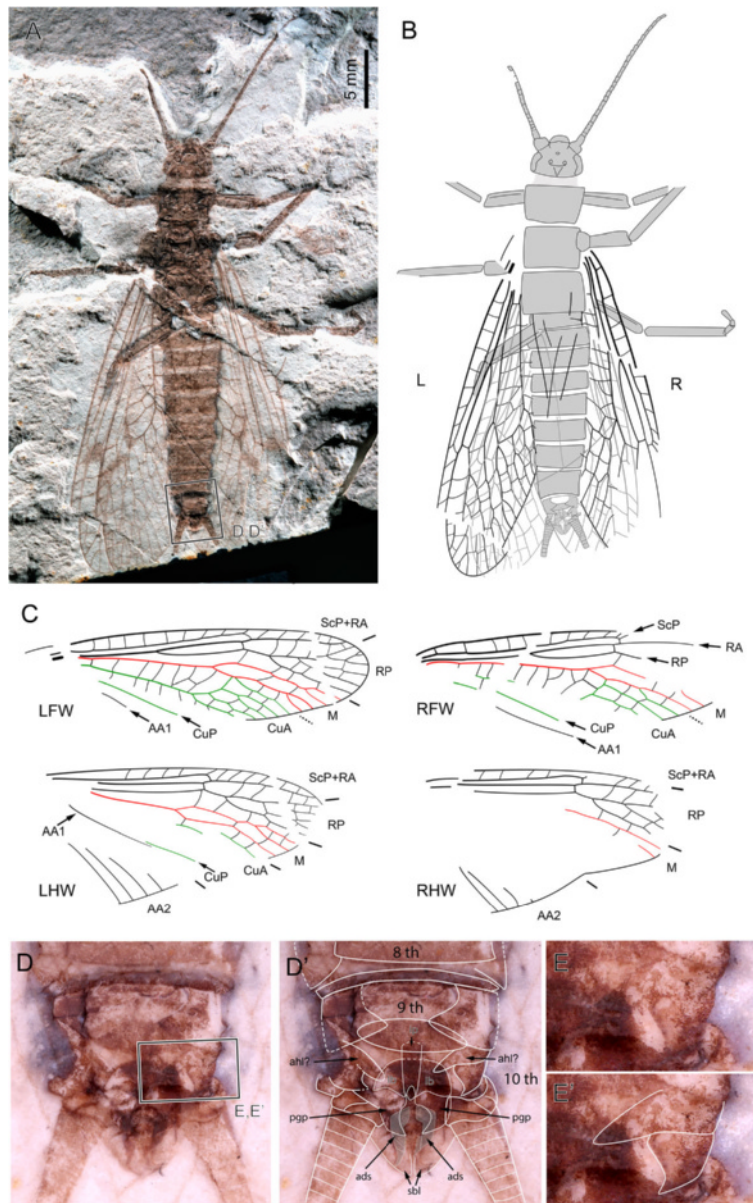 A
5 mm
D,D'
B
L
R
C
ScP+RA
RP
M
CuA
CuP
AA1
LFW
ScP
RA
RP
M
CuA
CuP
AA1
RFW
ScP+RA
RP
M
CuA
CuP
AA1
AA2
LHW
ScP+RA
RP
M
AA2
RHW
D
E,E'
D'
8 th
9 th
10 th
ahl?
ahl?
pgp
pgp
ads
ads
sbl
E
E'